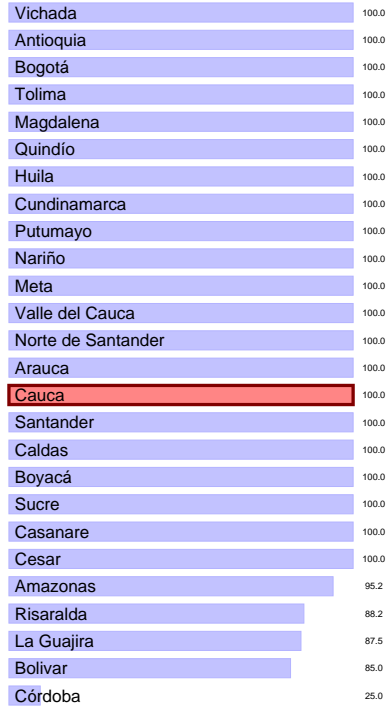 Vichada 100.0
Antioquia 100.0
Bogotá 100.0
Tolima 100.0
Magdalena 100.0
Quindío 100.0
Huila 100.0
Cundinamarca 100.0
Putumayo 100.0
Nariño 100.0
Meta 100.0
Valle del Cauca 100.0
Norte de Santander 100.0
Arauca 100.0
Cauca 100.0
Santander 100.0
Caldas 100.0
Boyacá 100.0
Sucre 100.0
Casanare 100.0
Cesar 100.0
Amazonas 95.2
Risaralda 88.2
La Guajira 87.5
Bolivar 85.0
Córdoba 25.0